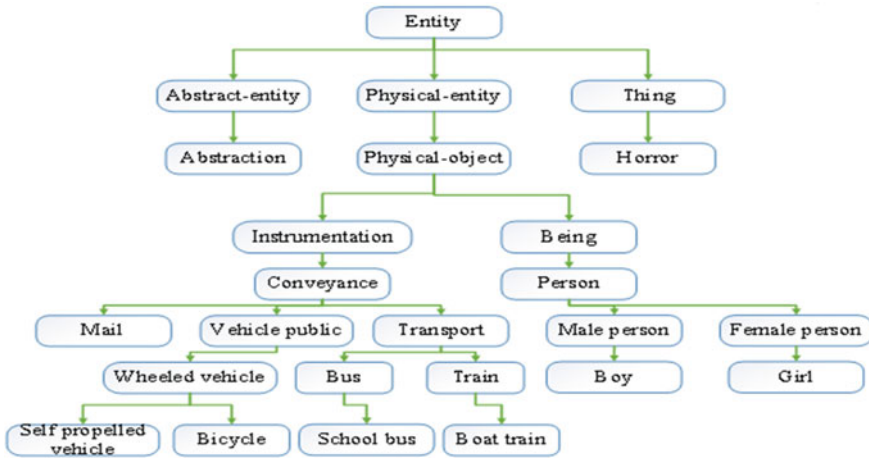 Entity
Abstract-entity
Physical-entity
Thing
Abstraction
Physical-object
Horror
Instrumentation
Being
Conveyance
Person
Mail
Vehicle public
Transport
Male person
Female person
Wheeled vehicle
Bus
Train
Boy
Girl
Self propelled
vehicle
Bicycle
School bus
Boat train